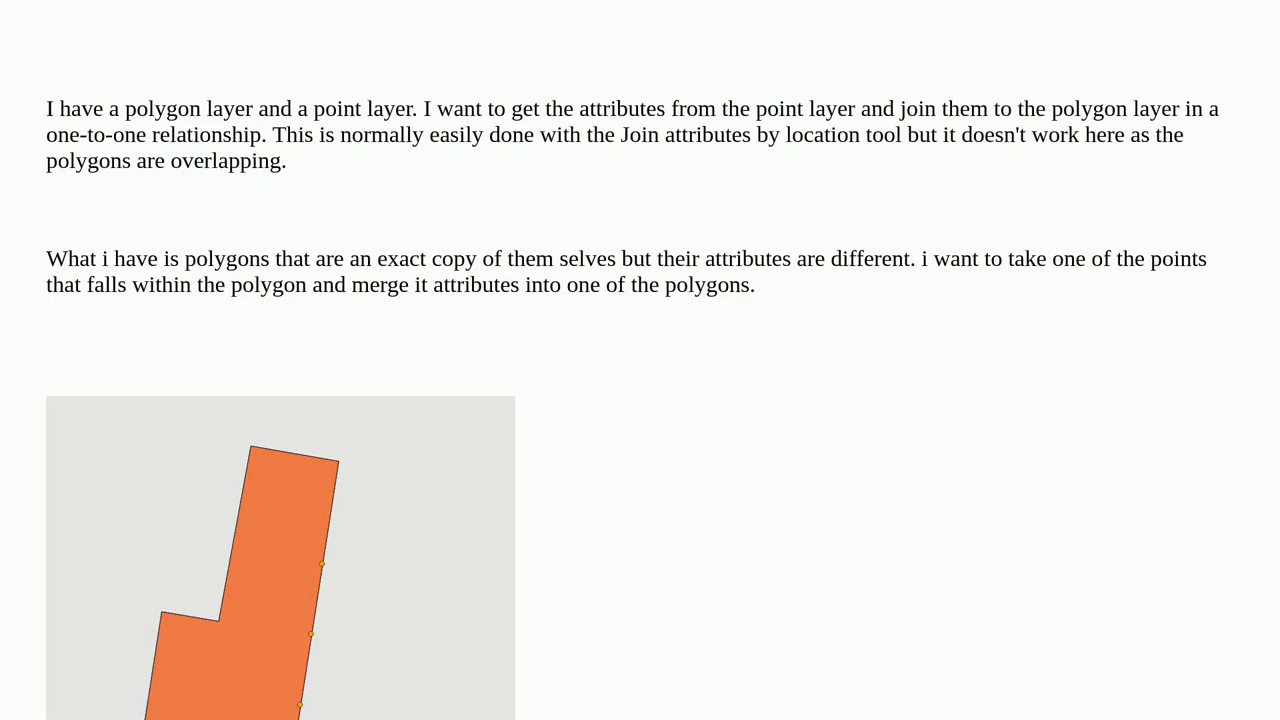 I have a polygon layer and a point layer. I want to get the attributes from the point layer and join them to the polygon layer in a
one-to-one relationship. This is normally easily done with the Join attributes by location tool but it doesn't work here as the
polygons are overlapping.
What i have is polygons that are an exact copy of them selves but their attributes are different. i want to take one of the points
that falls within the polygon and merge it attributes into one of the polygons.